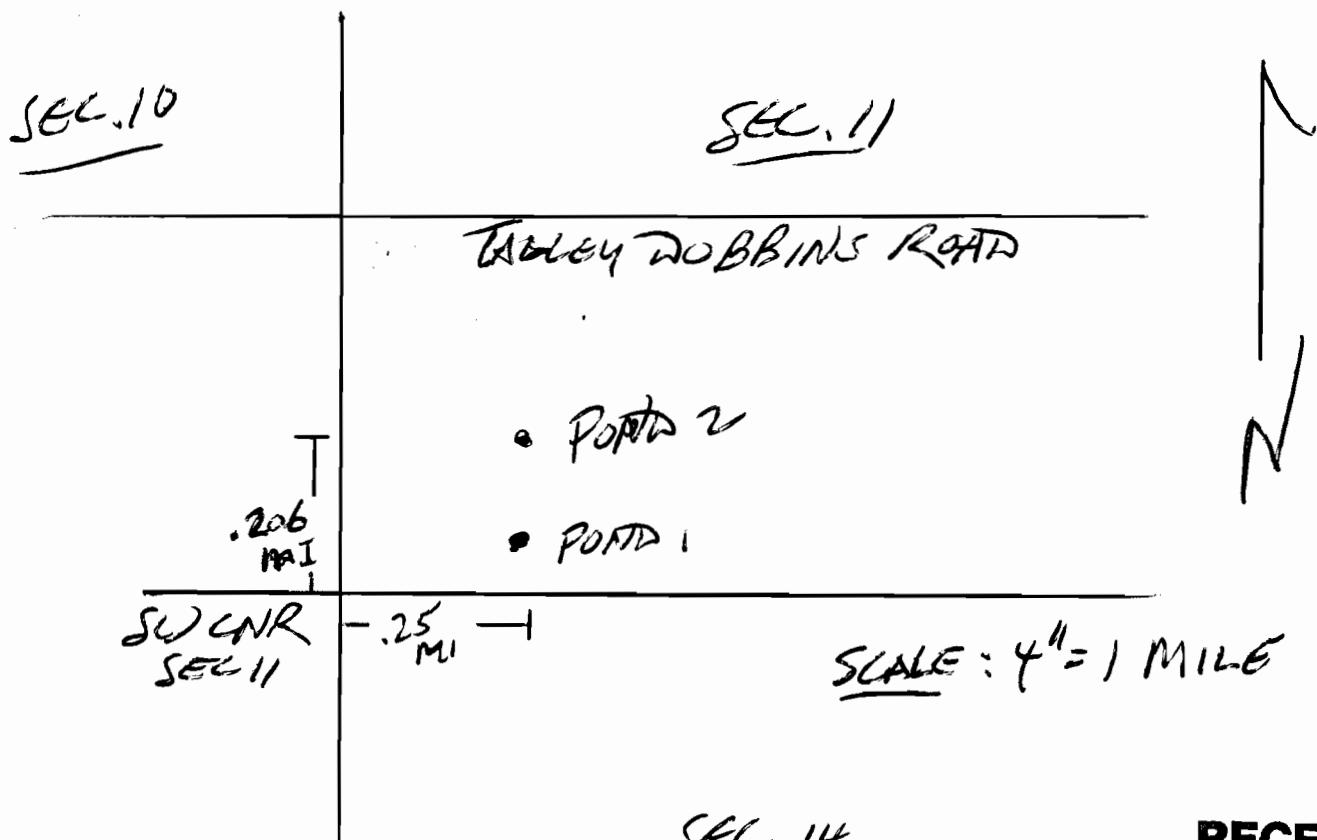 SEC. 10
SEC. 11
DOBBINS ROAD
• POND 2
.206
MI
• POND 1
SW CNR
SEC 11
.25
MI
SCALE: 4" = 1 MILE
N
SEC. 14
RECE